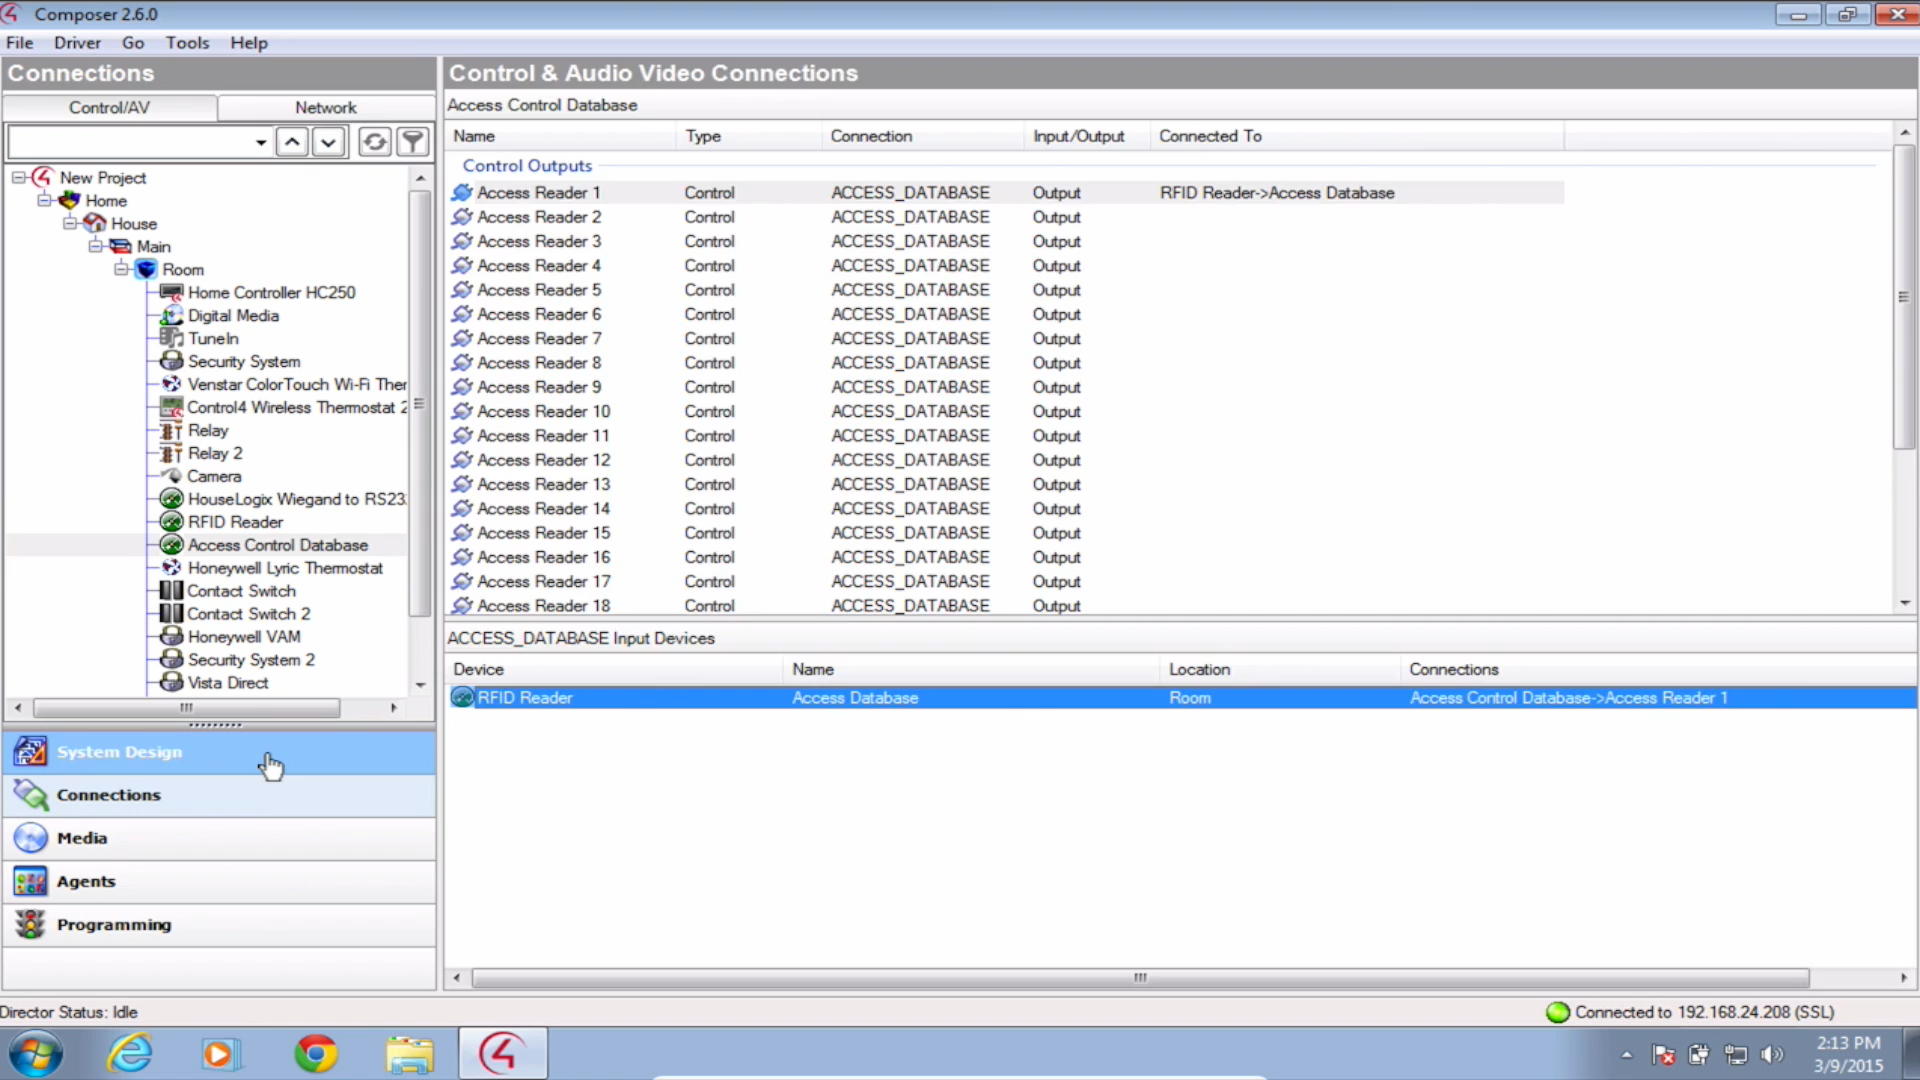 Composer 2.6.0
File Driver Go Tools Help
Connections
Control/AV Network
New Project
Home
House
Main
Room
Home Controller HC250
Digital Media
TuneIn
Security System
Venstar ColorTouch Wi-Fi Ther
Control4 Wireless Thermostat 2
Relay
Relay 2
Camera
HouseLogix Wiegand to RS23
RFID Reader
Access Control Database
Honeywell Lyric Thermostat
Contact Switch
Contact Switch 2
Honeywell VAM
Security System 2
Vista Direct
System Design
Connections
Media
Agents
Programming
Control & Audio Video Connections
Access Control Database
Name Type Connection Input/Output Connected To
Control Outputs
Access Reader 1 Control ACCESS_DATABASE Output RFID Reader->Access Database
Access Reader 2 Control ACCESS_DATABASE Output
Access Reader 3 Control ACCESS_DATABASE Output
Access Reader 4 Control ACCESS_DATABASE Output
Access Reader 5 Control ACCESS_DATABASE Output
Access Reader 6 Control ACCESS_DATABASE Output
Access Reader 7 Control ACCESS_DATABASE Output
Access Reader 8 Control ACCESS_DATABASE Output
Access Reader 9 Control ACCESS_DATABASE Output
Access Reader 10 Control ACCESS_DATABASE Output
Access Reader 11 Control ACCESS_DATABASE Output
Access Reader 12 Control ACCESS_DATABASE Output
Access Reader 13 Control ACCESS_DATABASE Output
Access Reader 14 Control ACCESS_DATABASE Output
Access Reader 15 Control ACCESS_DATABASE Output
Access Reader 16 Control ACCESS_DATABASE Output
Access Reader 17 Control ACCESS_DATABASE Output
Access Reader 18 Control ACCESS_DATABASE Output
ACCESS_DATABASE Input Devices
Device Name Location Connections
RFID Reader Access Database Room Access Control Database->Access Reader 1
Director Status: Idle
Connected to 192.168.24.208 (SSL)
2:13 PM
3/9/2015